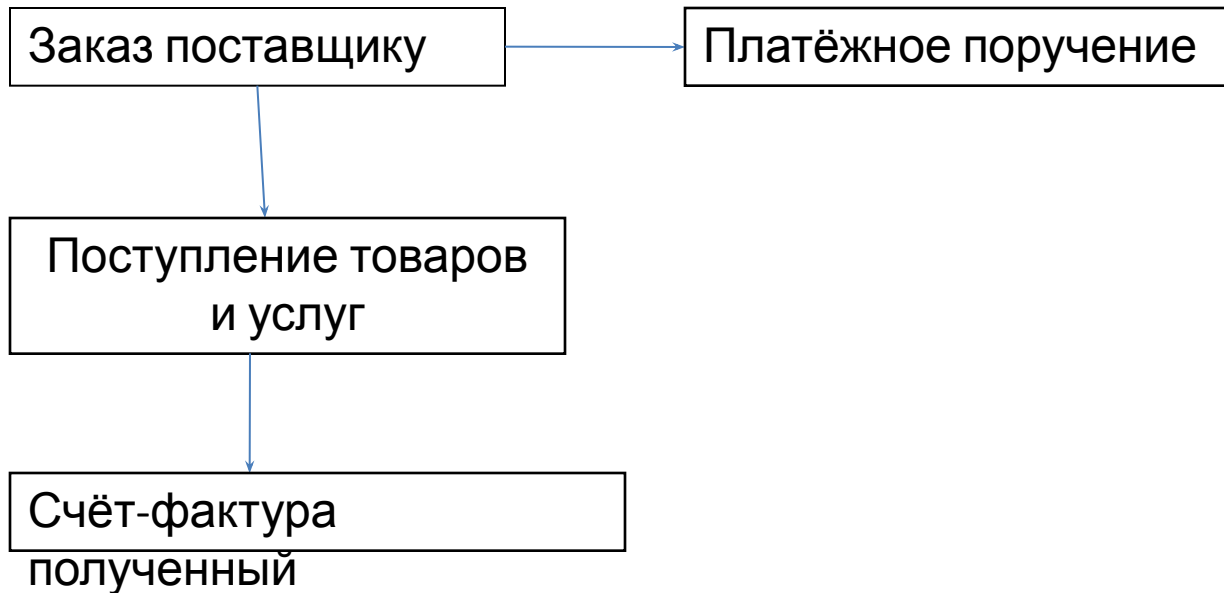 Заказ поставщику
Платёжное поручение
Поступление товаров
и услуг
Счёт-фактура
полученный